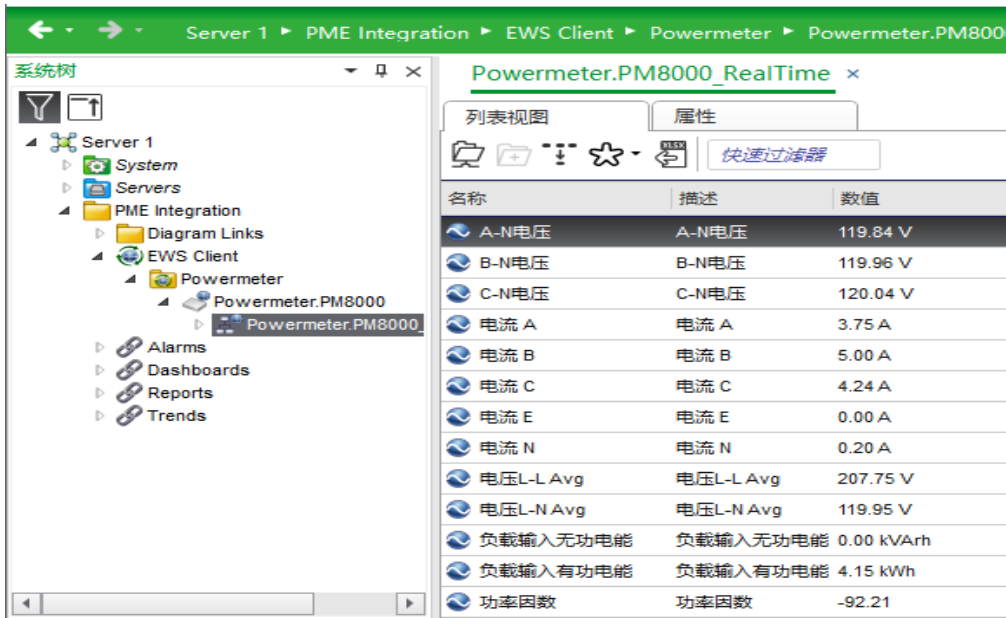 Server 1 ► PME Integration ► EWS Client ► Powermeter ► Powermeter.PM800
系统树
Server 1
System
Servers
PME Integration
Diagram Links
EWS Client
Powermeter
Powermeter.PM8000
Powermeter.PM8000_
Alarms
Dashboards
Reports
Trends
Powermeter.PM8000_RealTime ×
列表视图 属性
XLSX 快速过滤器
名称 描述 数值
A-N电压 A-N电压 119.84 V
B-N电压 B-N电压 119.96 V
C-N电压 C-N电压 120.04 V
电流 A 电流 A 3.75 A
电流 B 电流 B 5.00 A
电流 C 电流 C 4.24 A
电流 E 电流 E 0.00 A
电流 N 电流 N 0.20 A
电压L-L Avg 电压L-L Avg 207.75 V
电压L-N Avg 电压L-N Avg 119.95 V
负载输入无功电能 负载输入无功电能 0.00 kVArh
负载输入有功电能 负载输入有功电能 4.15 kWh
功率因数 功率因数 -92.21